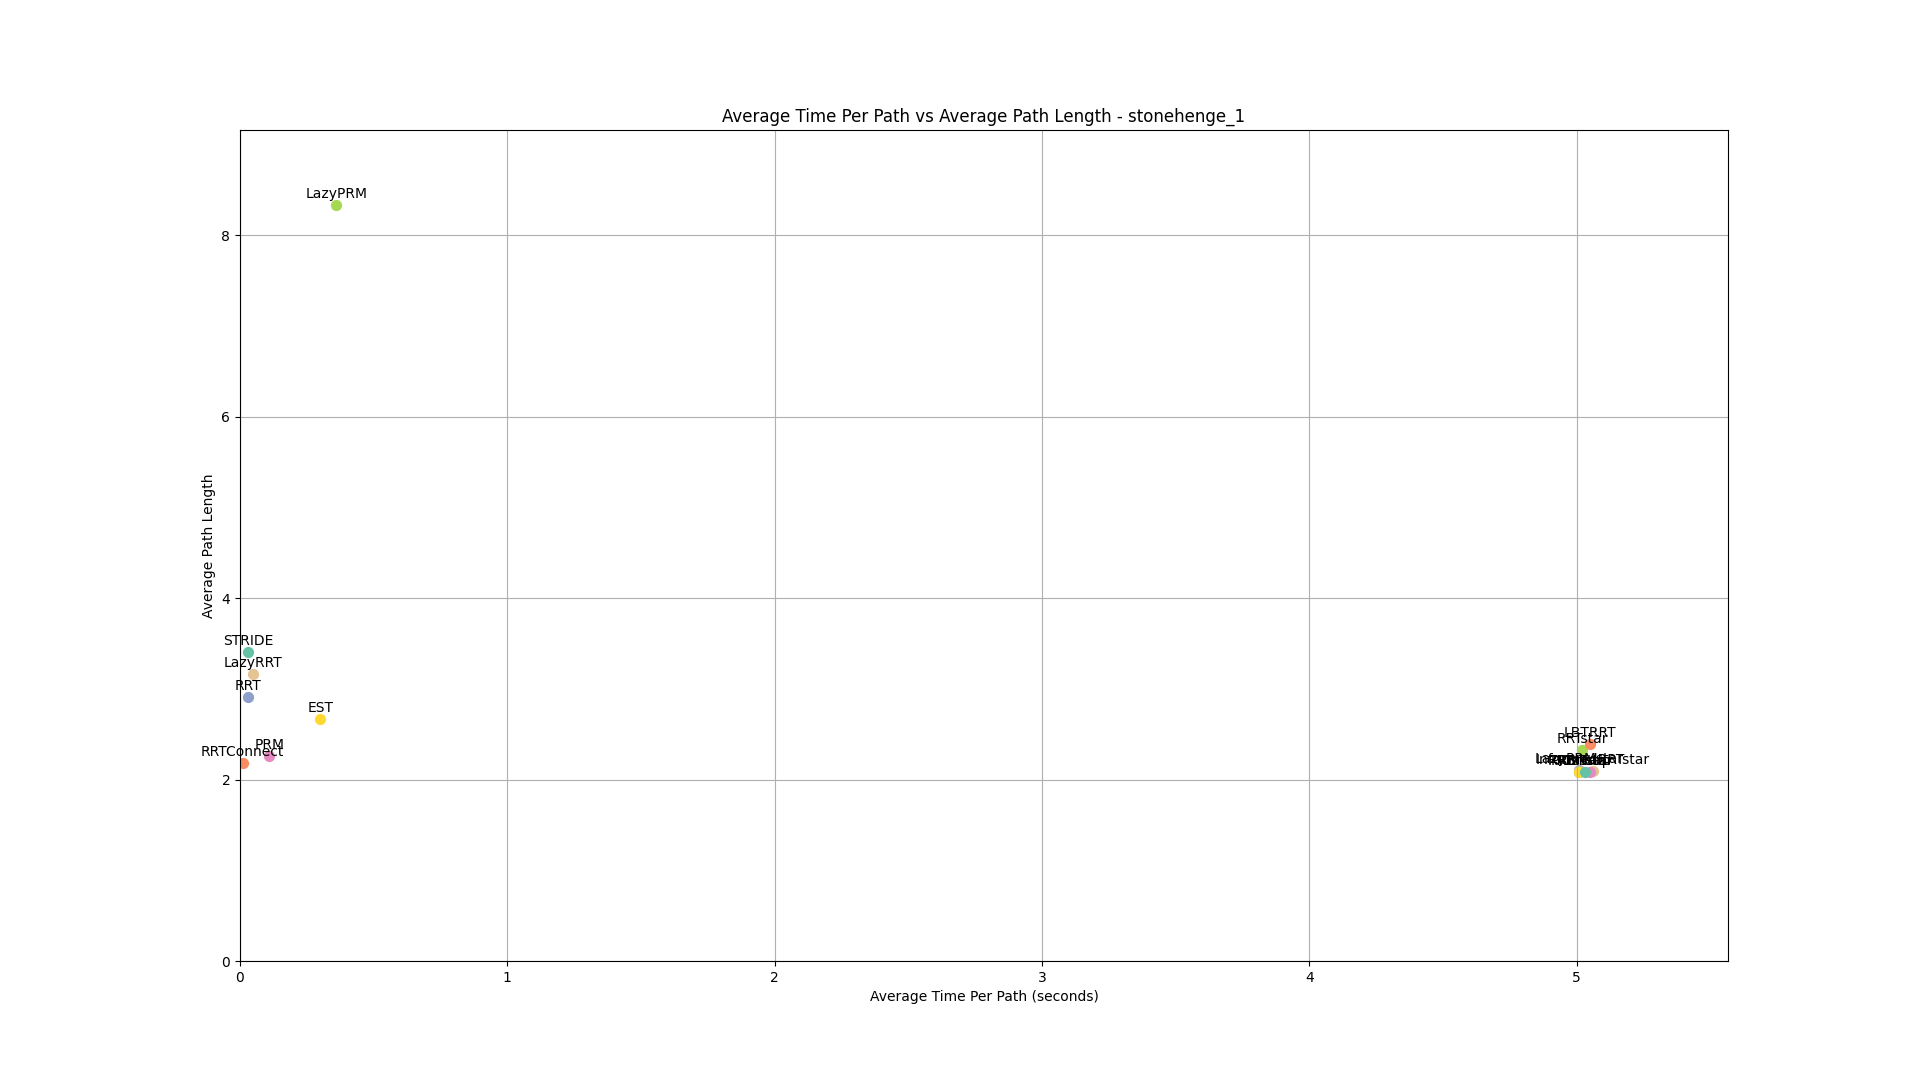 Average Time Per Path vs Average Path Length - stonehenge_1
LazyPRM
8
6
Average Path Length
4
STRIDE
LazyRRT
RRT
EST
LBTRRT
RRTstar
PRM
RRTConnect
2
0
0
1
2
3
4
5
Average Time Per Path (seconds)